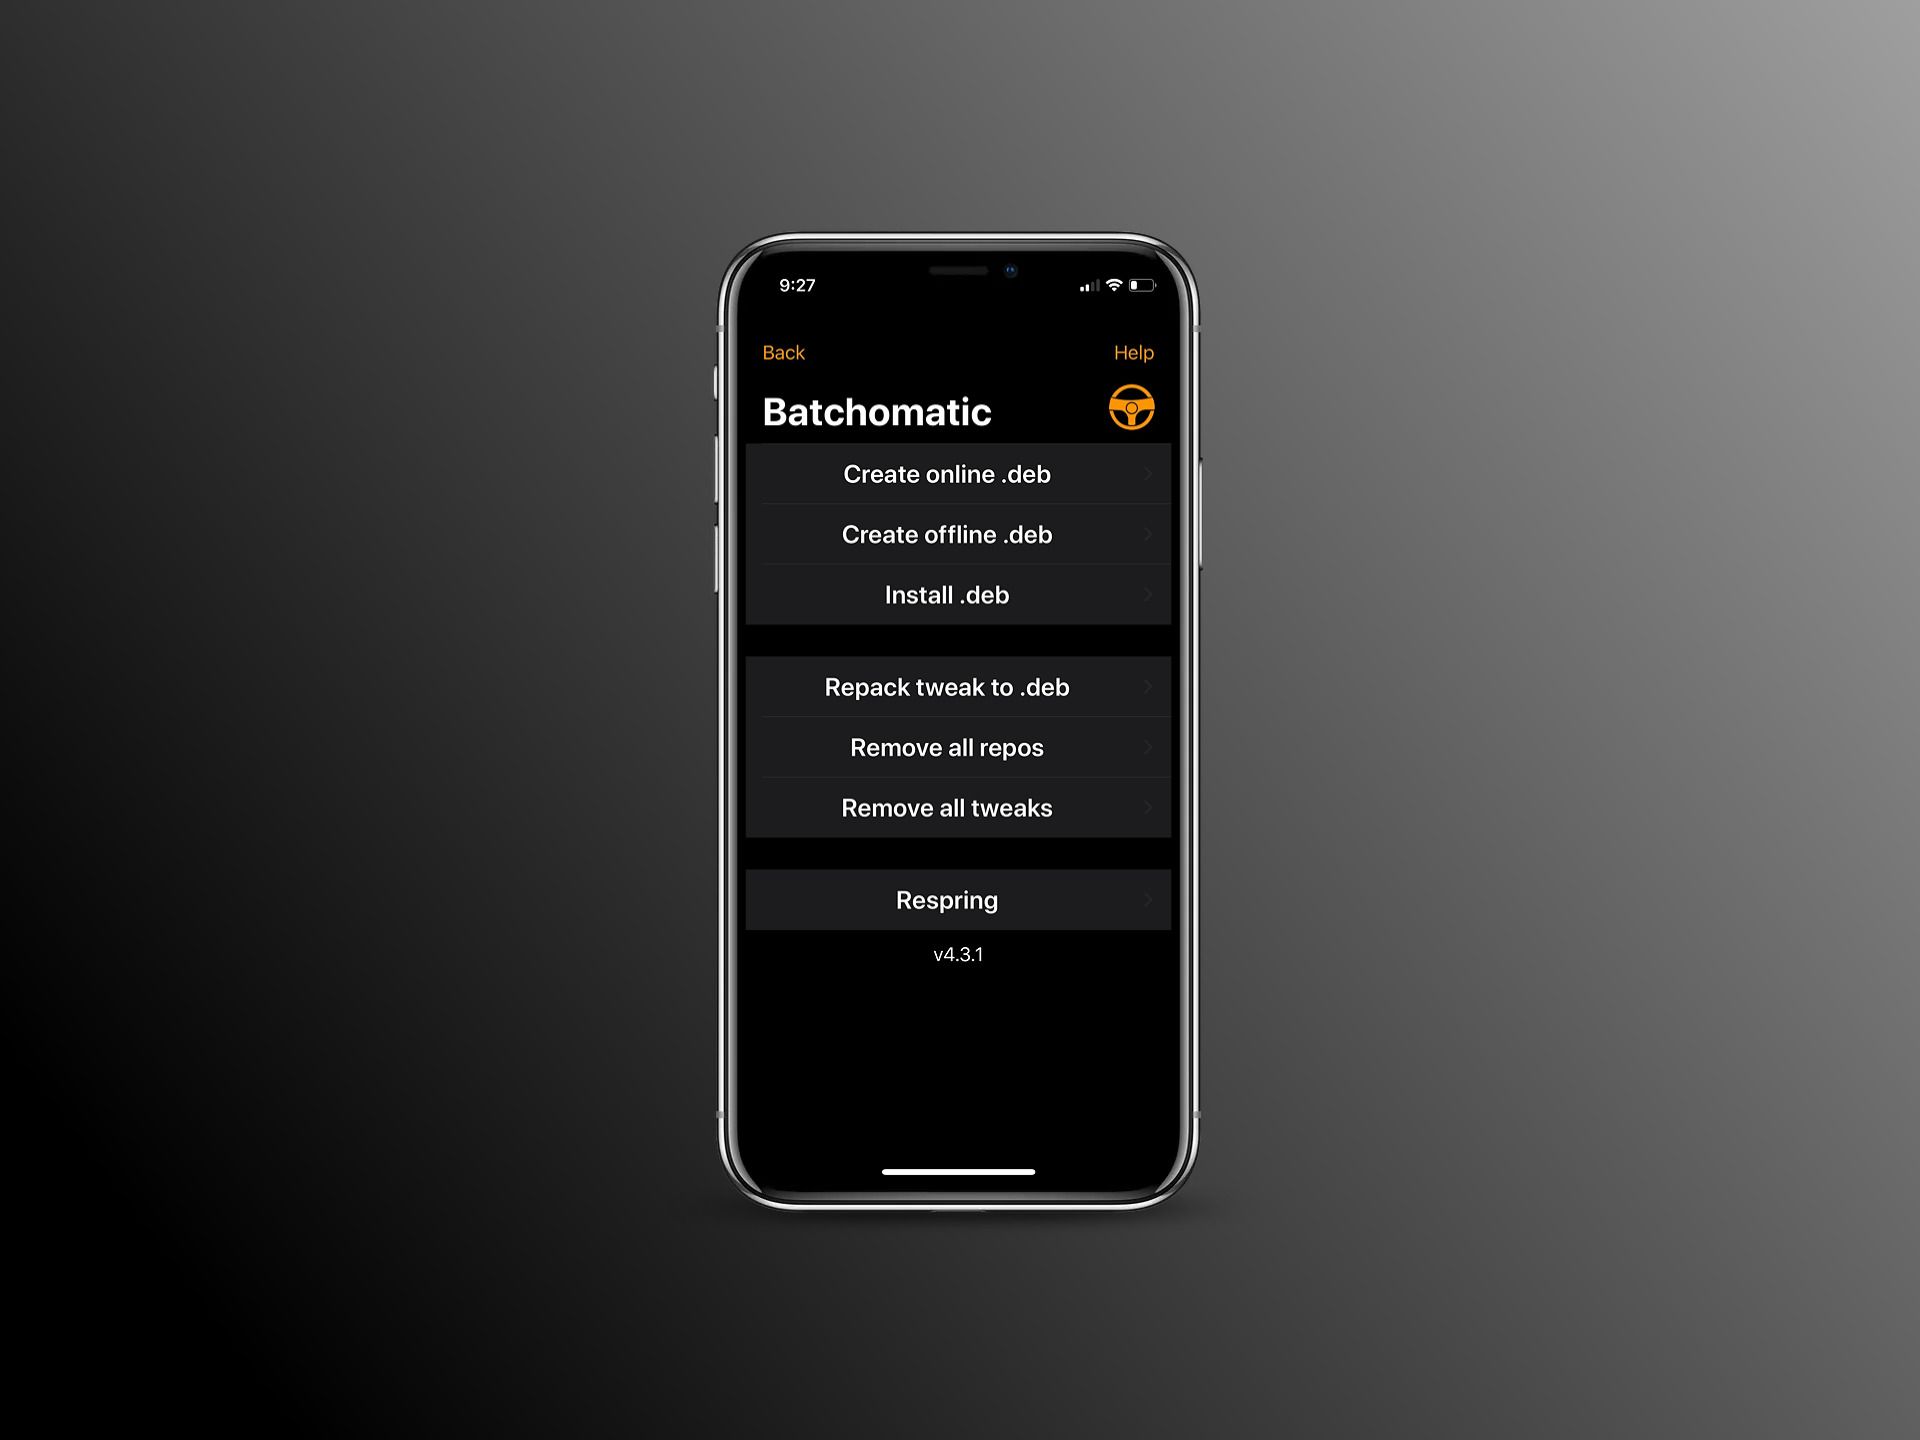 9:27
Back Help
Batchomatic
Create online .deb
Create offline .deb
Install .deb
Repack tweak to .deb
Remove all repos
Remove all tweaks
Respring
v4.3.1